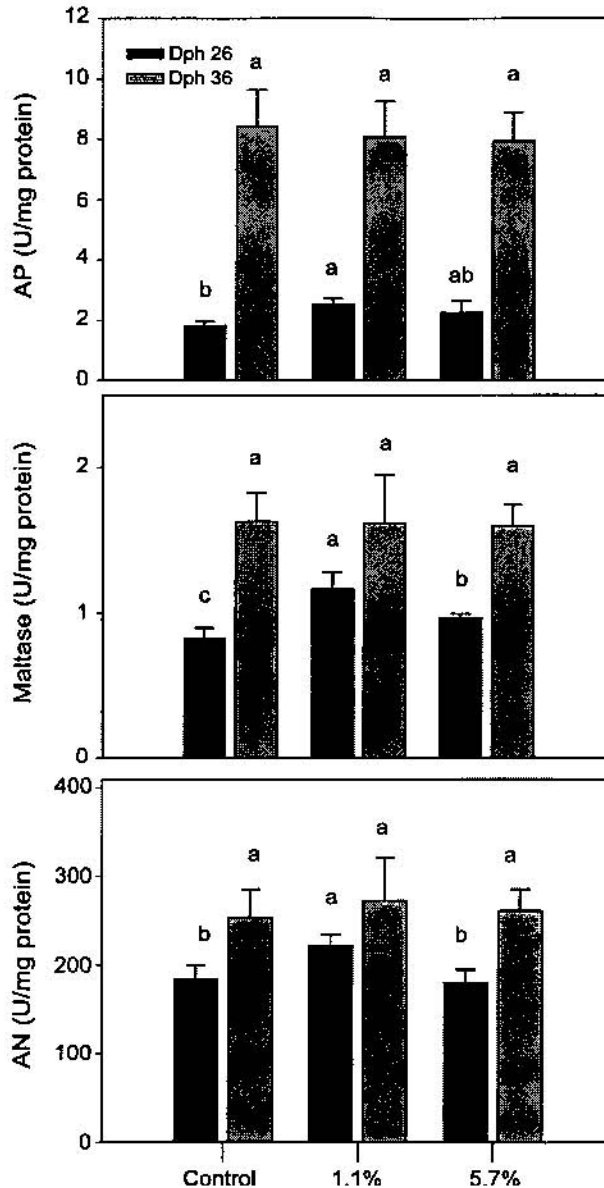 12
10
8
6
4
2
0
AP (U/mg protein)
Dph 26
Dph 36
a
a
a
b
a
ab
2
1
0
Maltase (U/mg protein)
a
a
a
c
a
b
400
300
200
100
0
AN (U/mg protein)
a
a
a
b
a
b
Control 1.1% 5.7%